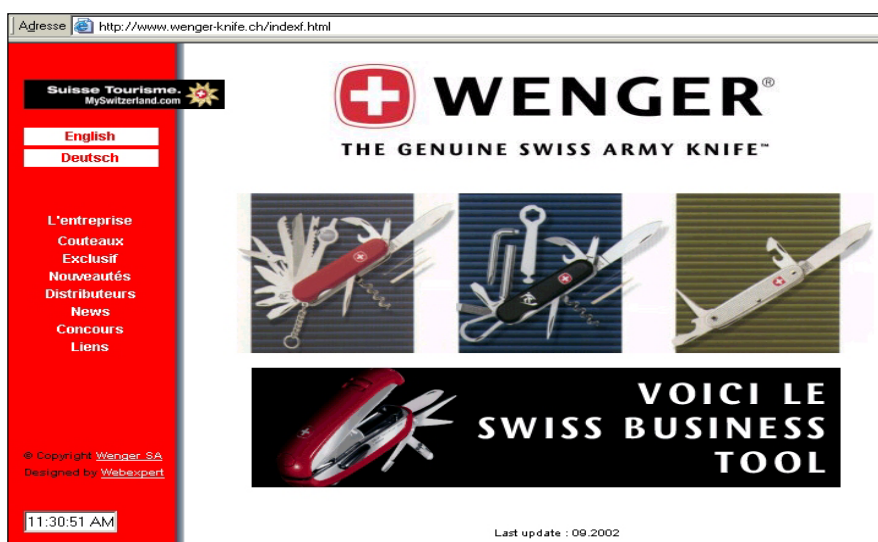 Adresse http://www.wenger-knife.ch/indexf.html
Suisse Tourisme.
MySwitzerland.com
English
Deutsch
L'entreprise
Couteaux
Exclusif
Nouveautés
Distributeurs
News
Concours
Liens
© Copyright Wenger SA
Designed by Webexpert
11:30:51 AM
WENGER®
THE GENUINE SWISS ARMY KNIFE™
VOICI LE
SWISS BUSINESS
TOOL
Last update : 09.2002